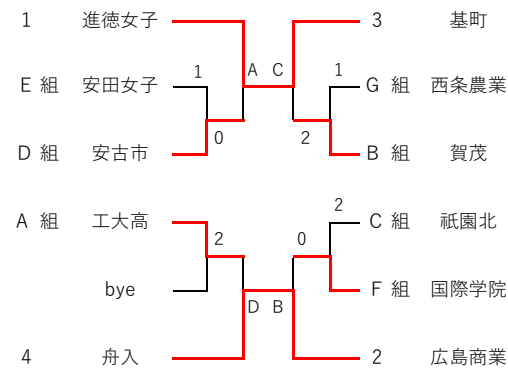 1 進徳女子 3 基町
1 A C 1
E 組 安田女子 G 組 西条農業
0 2
D 組 安古市 B 組 賀茂
2
A 組 工大高 C 組 祇園北
2 0
bye F 組 国際学院
D B
4 舟入 2 広島商業